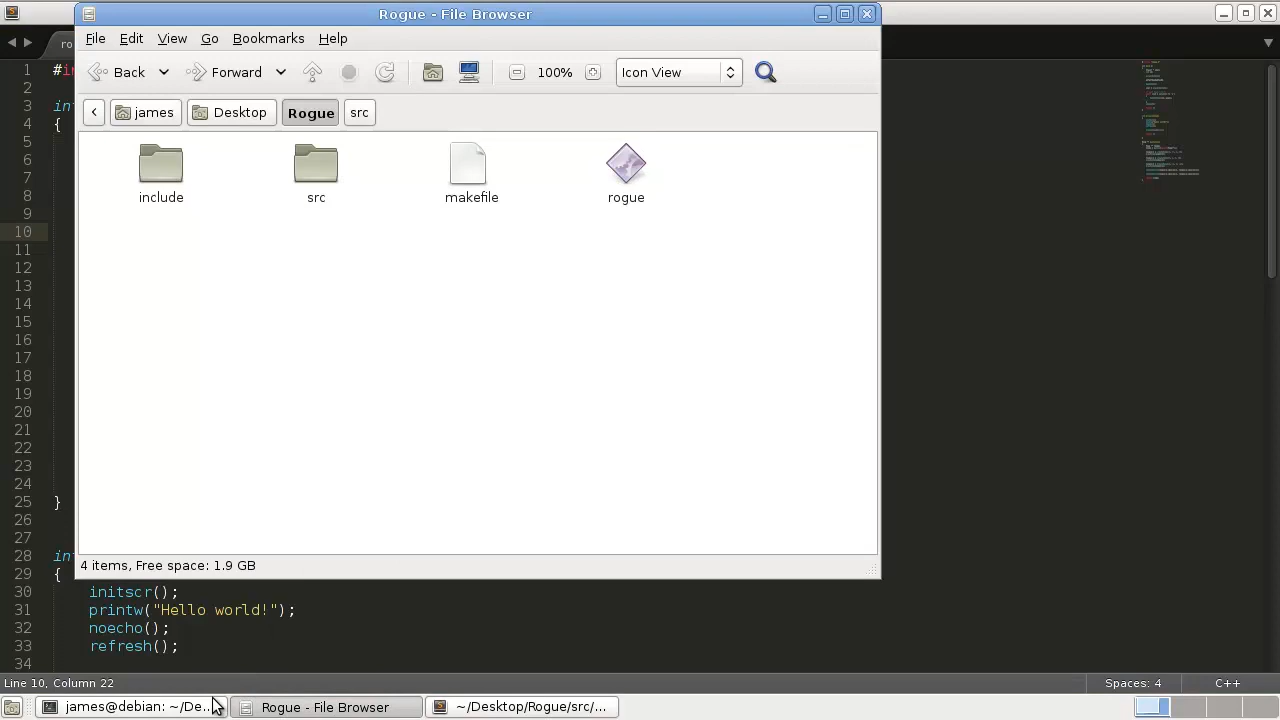 Rogue - File Browser
ro
File Edit View Go Bookmarks Help
Back Forward 100% Icon View
james Desktop Rogue src
include src makefile rogue
4 items, Free space: 1.9 GB
1 #i
2
3 in
4 {
5
6
7
8
9
10
11
12
13
14
15
16
17
18
19
20
21
22
23
24
25 }
26
27
28 in
29 {
30 initscr();
31 printw("Hello world!");
32 noecho();
33 refresh();
34
Line 10, Column 22 Spaces: 4 C++
james@debian: ~/De... Rogue - File Browser ~/Desktop/Rogue/src/...